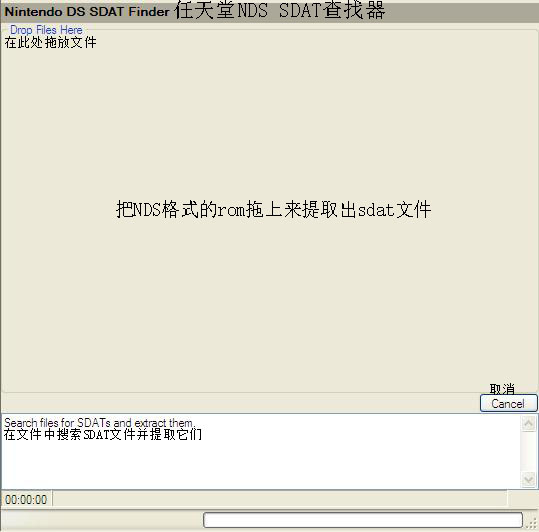 Nintendo DS SDAT Finder 任天堂NDS SDAT查找器
Drop Files Here
在此处拖放文件
把NDS格式的rom拖上来提取出sdat文件
取消
Cancel
Search files for SDATs and extract them.
在文件中搜索SDAT文件并提取它们
00:00:00